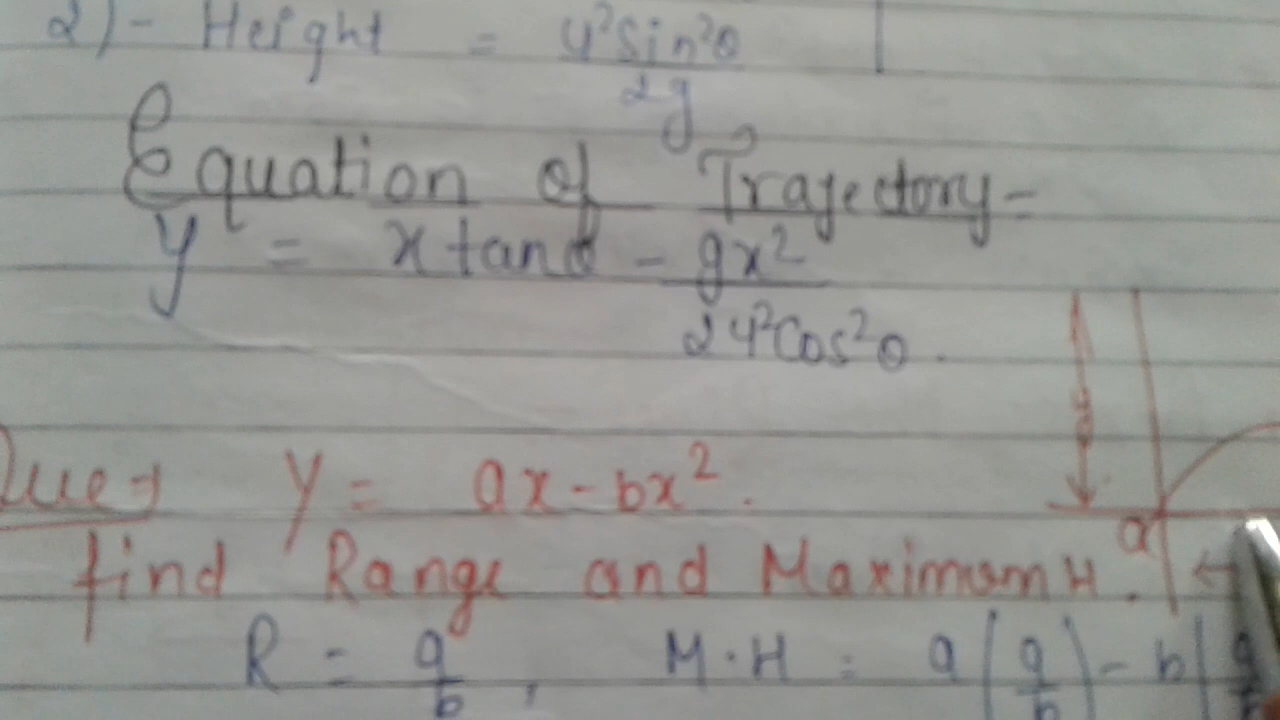 2) - Height = u²sin²θ / 2g
Equation of Trajectory -
y = x tanθ - gx² / 2u²cos²θ .
Que → y = ax - bx² .
find Range and Maximum H .
a
R = a/b , M.H = a(a/b) - b(a/b